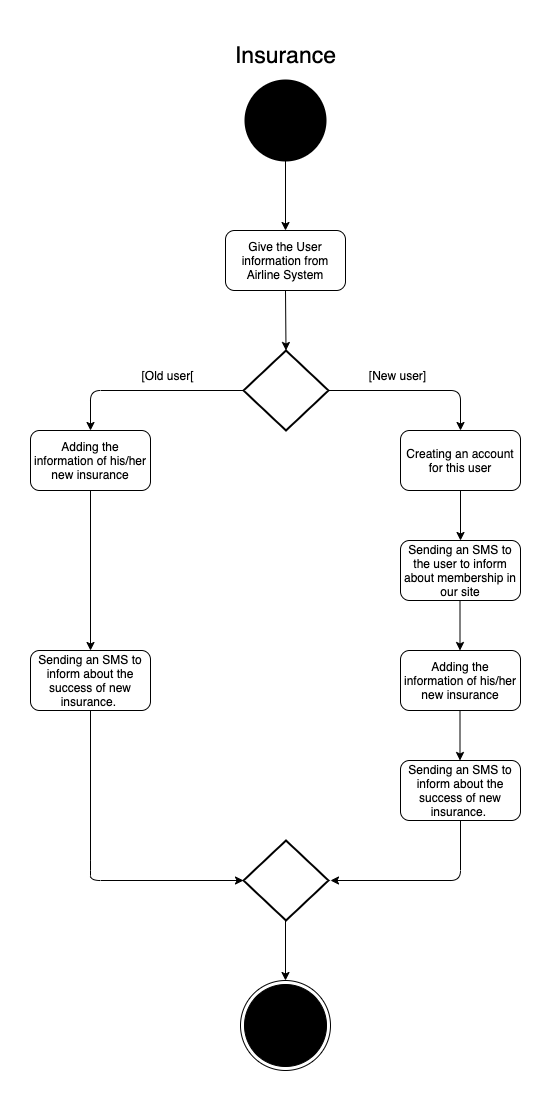 Insurance
Give the User
information from
Airline System
[Old user[
[New user]
Adding the
information of his/her
new insurance
Creating an account
for this user
Sending an SMS to
the user to inform
about membership in
our site
Sending an SMS to
inform about the
success of new
insurance.
Adding the
information of his/her
new insurance
Sending an SMS to
inform about the
success of new
insurance.